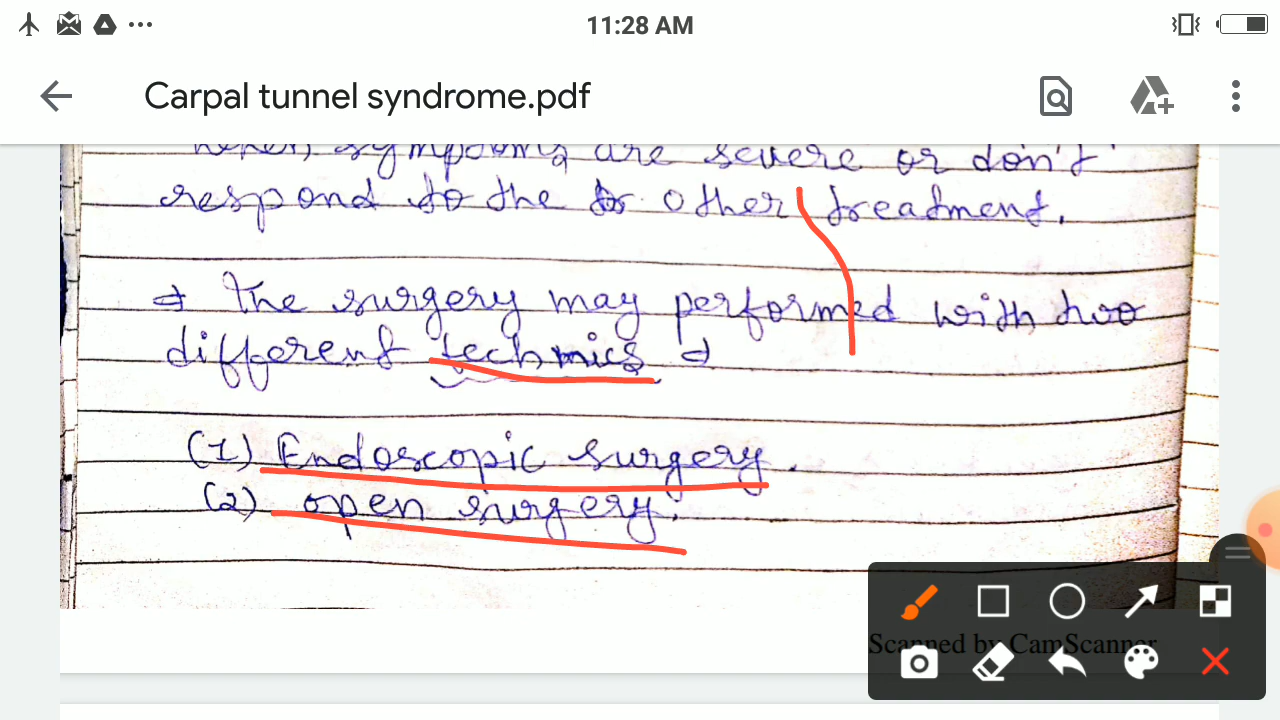 11:28 AM
Carpal tunnel syndrome.pdf
when symptoms are severe or don't
respond to the other treatment.
The surgery may performed with two
different technics
(1) Endoscopic surgery.
(2) open surgery.
Scanned by CamScanner